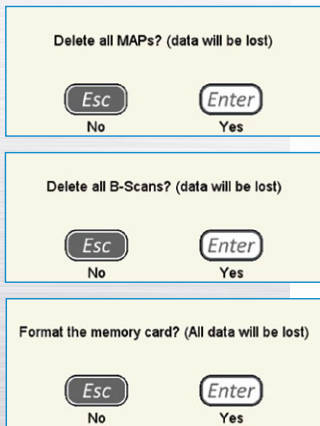 Delete all MAPs? (data will be lost)
Esc Enter
No Yes
Delete all B-Scans? (data will be lost)
Esc Enter
No Yes
Format the memory card? (All data will be lost)
Esc Enter
No Yes